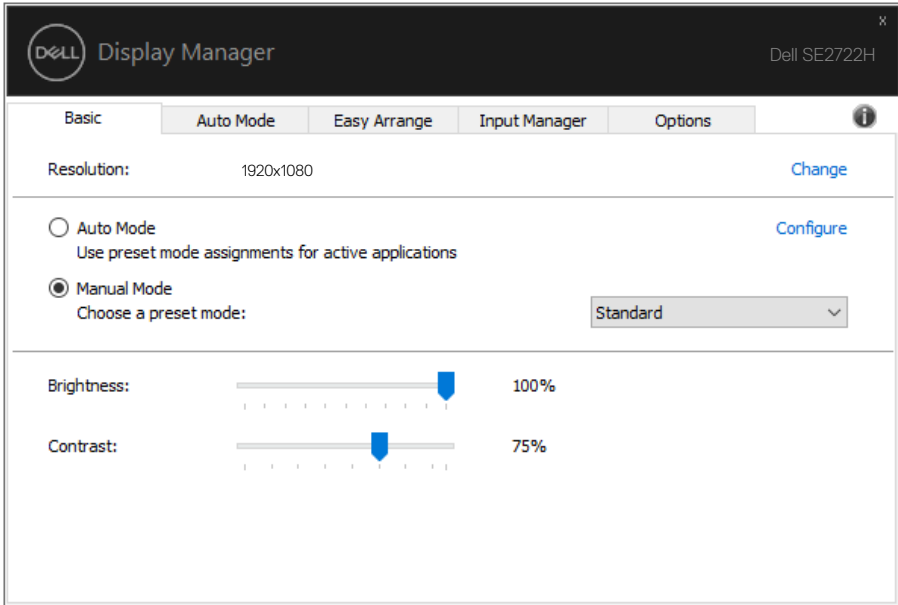 x
DELL Display Manager
Dell SE2722H
Basic Auto Mode Easy Arrange Input Manager Options i
Resolution: 1920x1080 Change
Auto Mode Configure
Use preset mode assignments for active applications
Manual Mode
Choose a preset mode: Standard
Brightness: 100%
Contrast: 75%